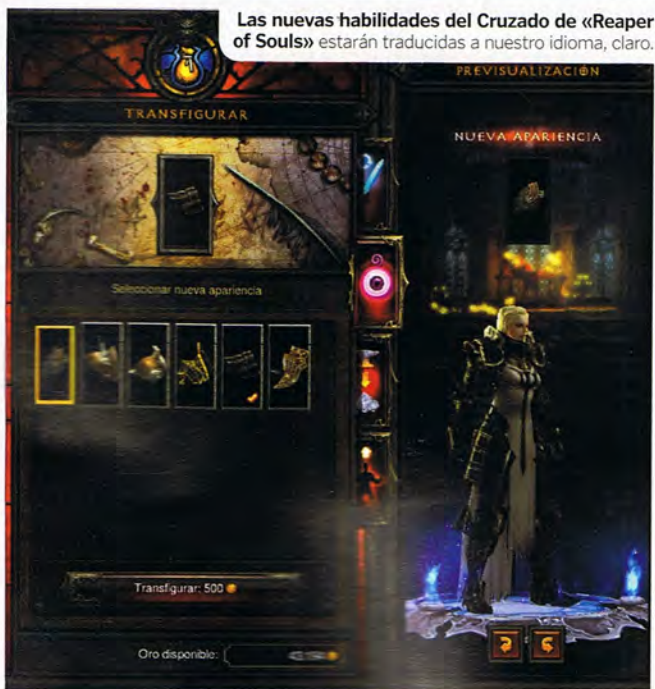 Las nuevas habilidades del Cruzado de «Reaper
of Souls» estarán traducidas a nuestro idioma, claro.
TRANSFIGURAR
Seleccionar nueva apariencia
Transfigurar: 500
Oro disponible:
PREVISUALIZACIÓN
NUEVA APARIENCIA